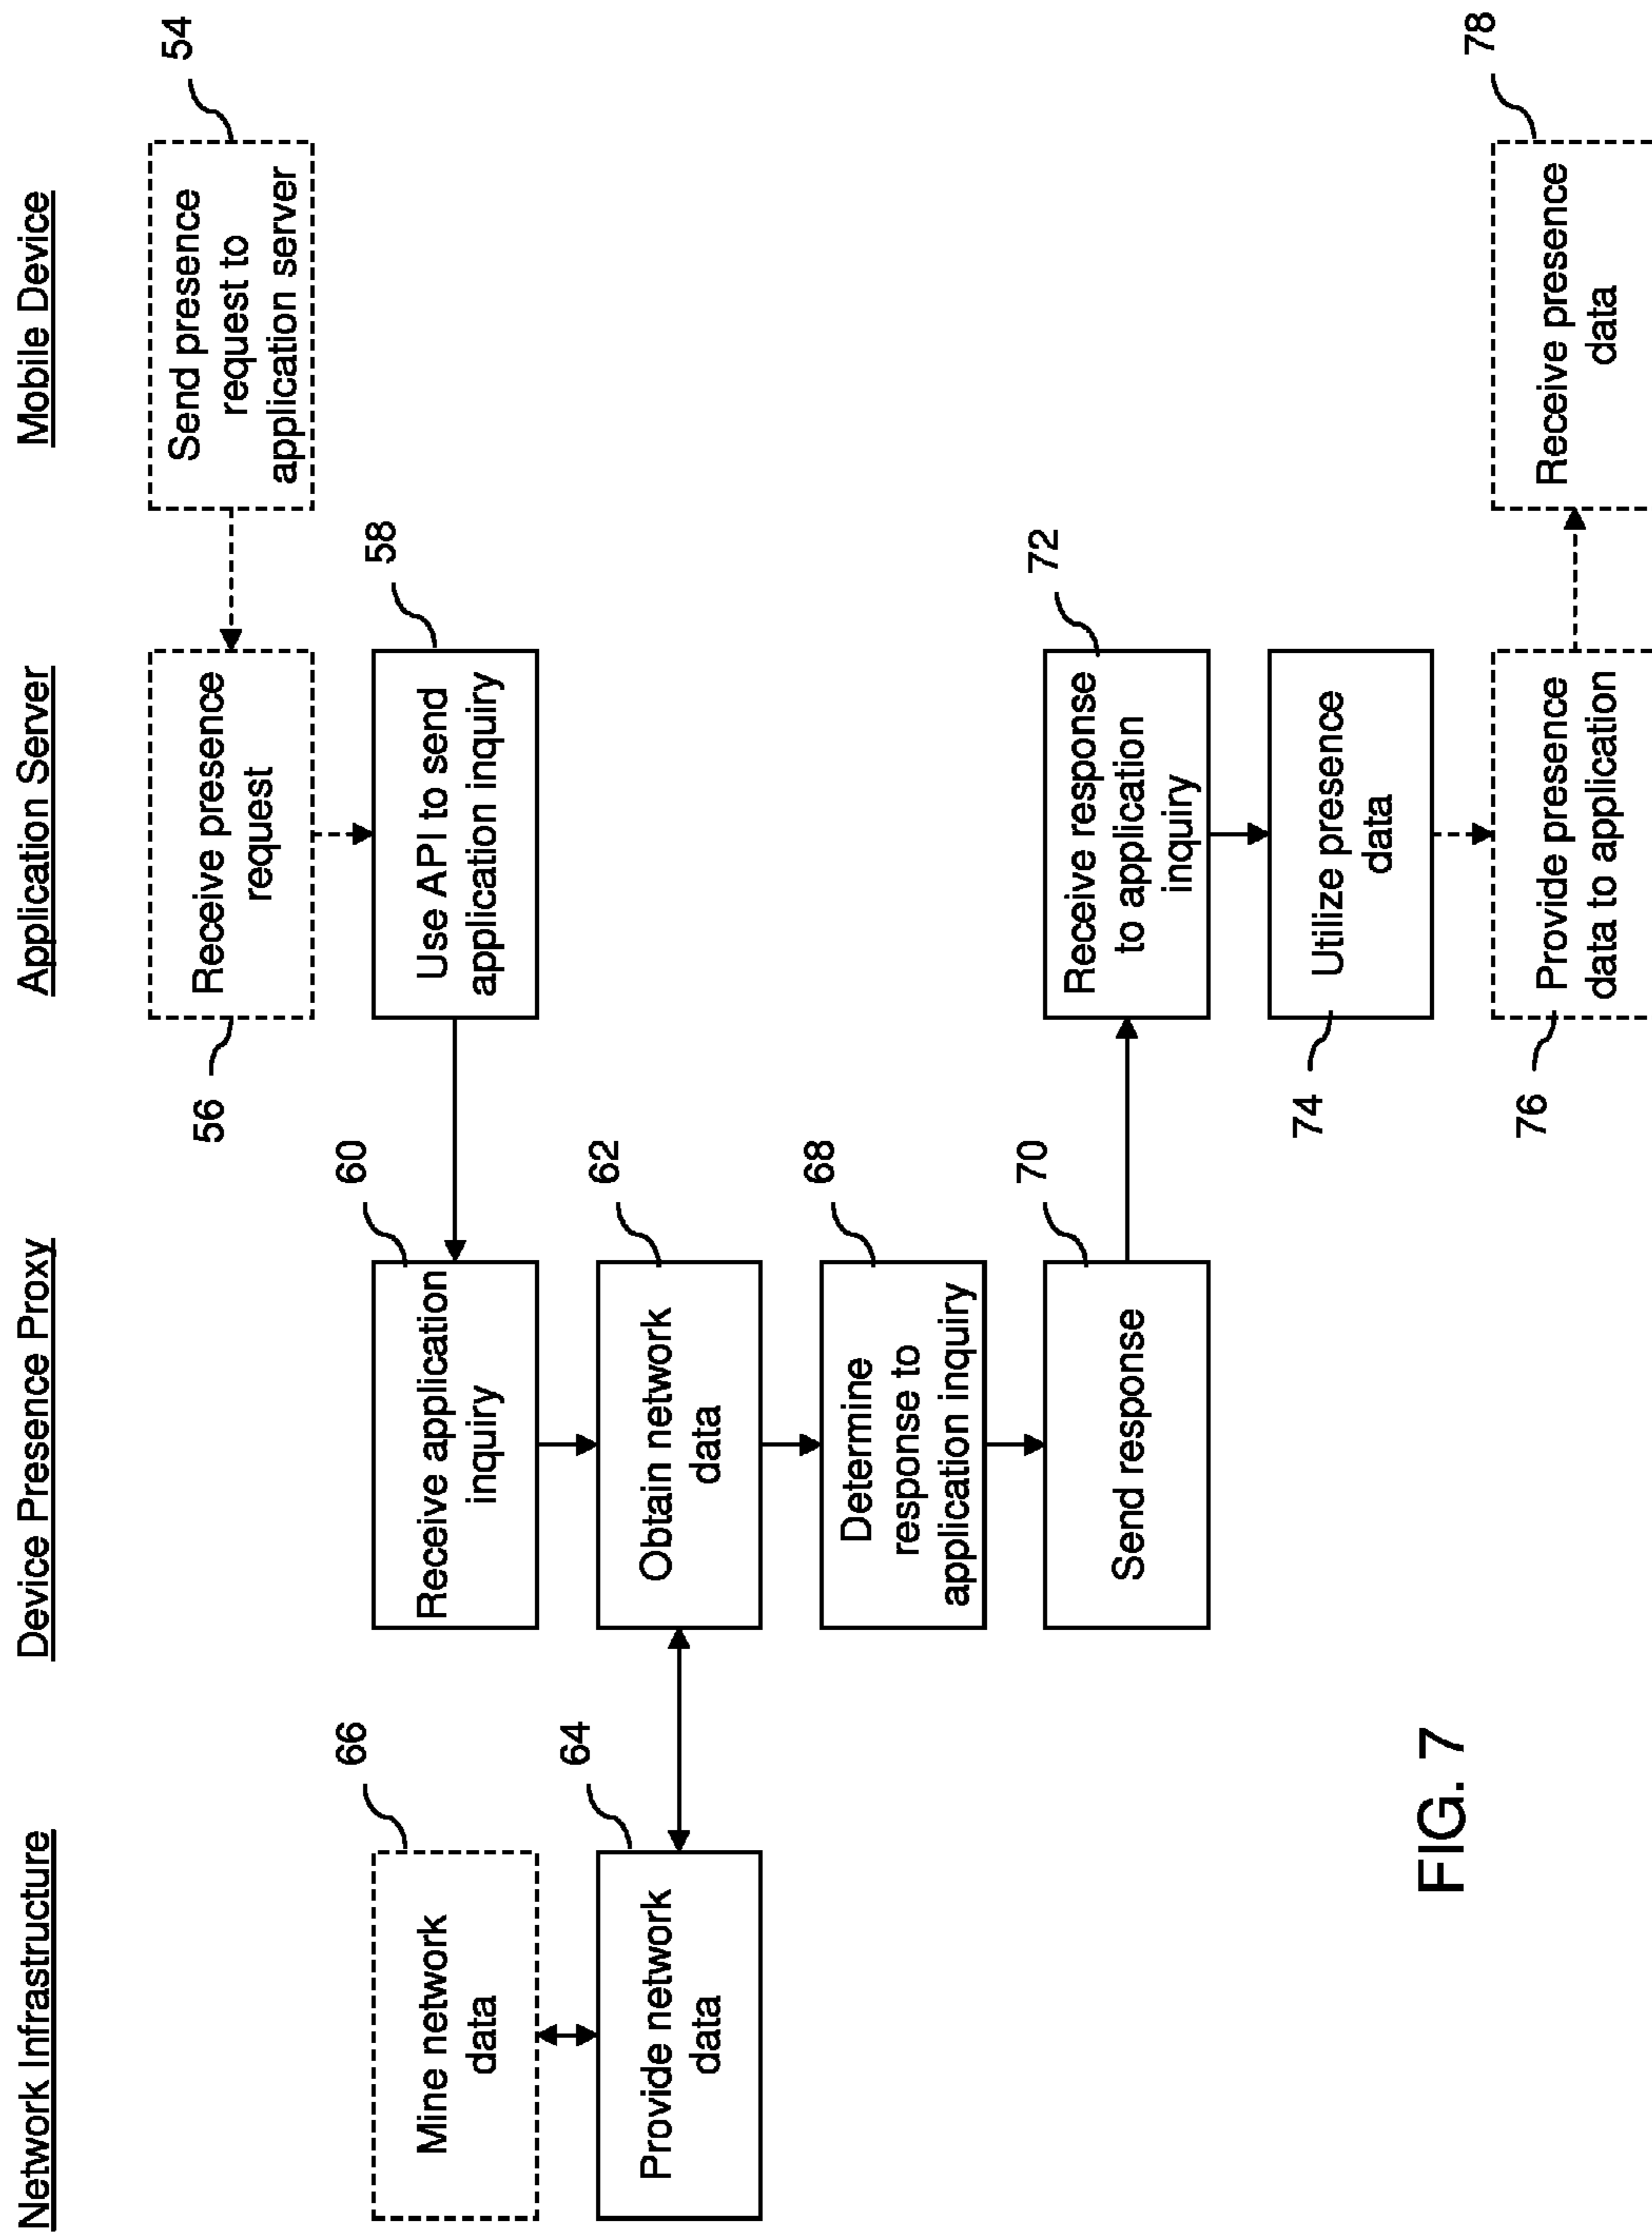 Network Infrastructure
Device Presence Proxy
Application Server
Mobile Device
54
Send presence
request to
application server
56
Receive presence
request
58
Use API to send
application inquiry
60
Receive application
inquiry
66
Mine network
data
62
Obtain network
data
64
Provide network
data
68
Determine
response to
application inquiry
70
Send response
72
Receive response
to application
inquiry
74
Utilize presence
data
76
Provide presence
data to application
78
Receive presence
data
FIG. 7